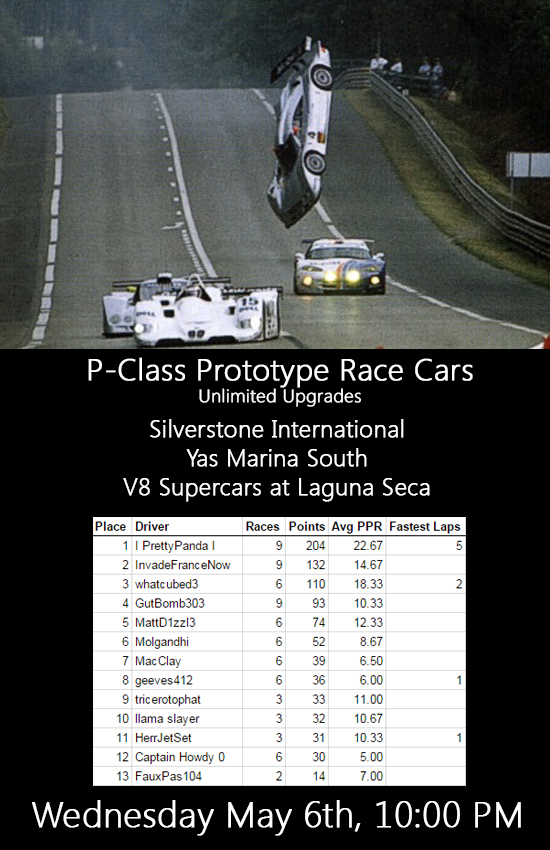 15
DELL
P-Class Prototype Race Cars
Unlimited Upgrades
Silverstone International
Yas Marina South
V8 Supercars at Laguna Seca
Place Driver Races Points Avg PPR Fastest Laps
1 I PrettyPanda I 9 204 22.67 5
2 InvadeFranceNow 9 132 14.67
3 whatcubed3 6 110 18.33 2
4 GutBomb303 9 93 10.33
5 MattD1zzl3 6 74 12.33
6 Molgandhi 6 52 8.67
7 MacClay 6 39 6.50
8 geeves412 6 36 6.00 1
9 tricerotophat 3 33 11.00
10 llama slayer 3 32 10.67
11 HerrJetSet 3 31 10.33 1
12 Captain Howdy 0 6 30 5.00
13 FauxPas104 2 14 7.00
Wednesday May 6th, 10:00 PM